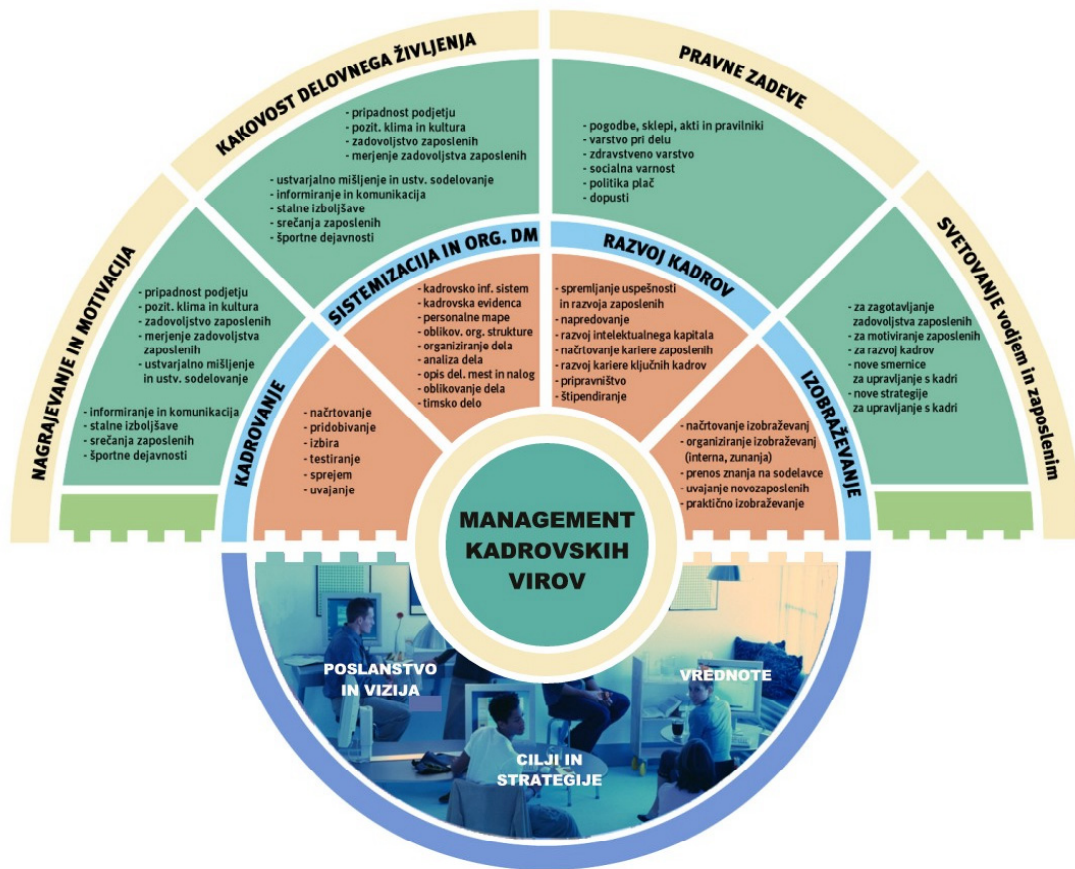 KAKOVOST DELOVNEGA ŽIVLJENJA
- pripadnost podjetju
- pozit. klima in kultura
- zadovoljstvo zaposlenih
- merjenje zadovoljstva zaposlenih
- ustvarjalno mišljenje in ustv. sodelovanje
- informiranje in komunikacija
- stalne izboljšave
- srečanja zaposlenih
- športne dejavnosti
PRAVNE ZADEVE
- pogodbe, sklepi, akti in pravilniki
- varstvo pri delu
- zdravstveno varstvo
- socialna varnost
- politika plač
- dopusti
NAGRAJEVANJE IN MOTIVACIJA
- pripadnost podjetju
- pozit. klima in kultura
- zadovoljstvo zaposlenih
- merjenje zadovoljstva
zaposlenih
- ustvarjalno mišljenje
in ustv. sodelovanje
- informiranje in komunikacija
- stalne izboljšave
- srečanja zaposlenih
- športne dejavnosti
KADROVANJE
- načrtovanje
- pridobivanje
- izbira
- testiranje
- sprejem
- uvajanje
SISTEMIZACIJA IN ORG. DM
- kadrovsko inf. sistem
- kadrovska evidenca
- personalne mape
- oblikov. org. strukture
- organiziranje dela
- analiza dela
- opis del. mest in nalog
- oblikovanje dela
- timsko delo
RAZVOJ KADROV
- spremljanje uspešnosti
in razvoja zaposlenih
- napredovanje
- razvoj intelektualnega kapitala
- načrtovanje kariere zaposlenih
- razvoj kariere ključnih kadrov
- pripravništvo
- štipendiranje
IZOBRAŽEVANJE
- načrtovanje izobraževanj
- organiziranje izobraževanj
(interna, zunanja)
- prenos znanja na sodelavce
- uvajanje novozaposlenih
- praktično izobraževanje
SVETOVANJE VODJEM IN ZAPOSLENIM
- za zagotavljanje
zadovoljstva zaposlenih
- za motiviranje zaposlenih
- za razvoj kadrov
- nove smernice
za upravljanje s kadri
- nove strategije
za upravljanje s kadri
MANAGEMENT
KADROVSKIH
VIROV
POSLANSTVO
IN VIZIJA
VREDNOTE
CILJI IN
STRATEGIJE